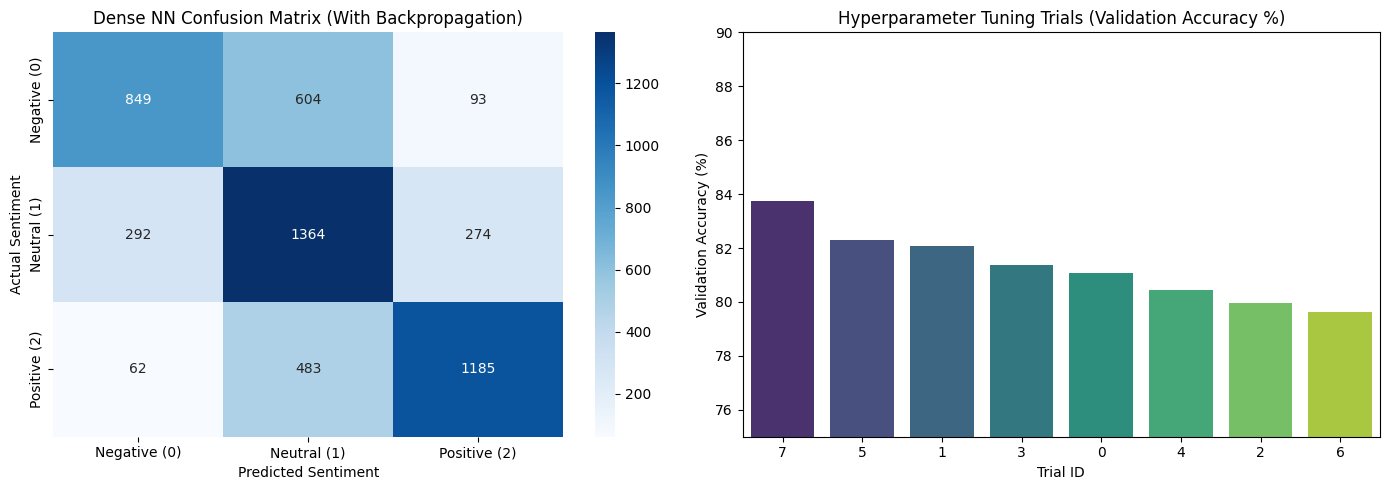 Dense NN Confusion Matrix (With Backpropagation)
Actual Sentiment
Negative (0)
Neutral (1)
Positive (2)
849 604 93
292 1364 274
62 483 1185
Negative (0) Neutral (1) Positive (2)
Predicted Sentiment
1200
1000
800
600
400
200
Hyperparameter Tuning Trials (Validation Accuracy %)
Validation Accuracy (%)
90
88
86
84
82
80
78
76
7 5 1 3 0 4 2 6
Trial ID